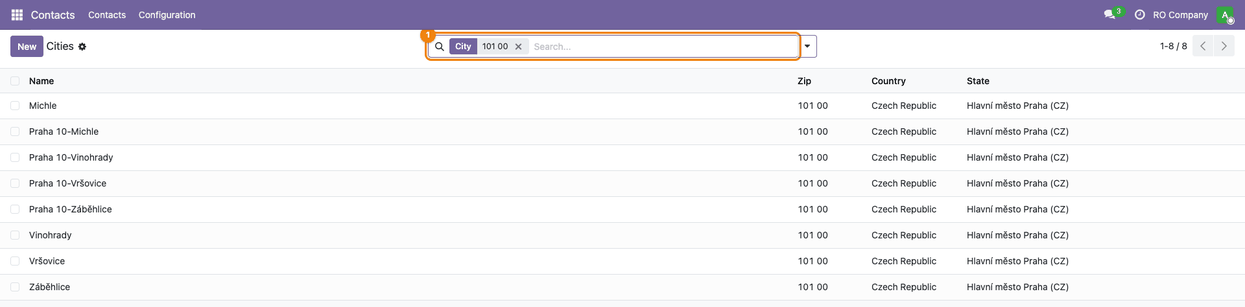 Contacts Contacts Configuration 3 RO Company A
New Cities 1 City 101 00 Search... 1-8 / 8
Name Zip Country State
Michle 101 00 Czech Republic Hlavní město Praha (CZ)
Praha 10-Michle 101 00 Czech Republic Hlavní město Praha (CZ)
Praha 10-Vinohrady 101 00 Czech Republic Hlavní město Praha (CZ)
Praha 10-Vršovice 101 00 Czech Republic Hlavní město Praha (CZ)
Praha 10-Záběhlice 101 00 Czech Republic Hlavní město Praha (CZ)
Vinohrady 101 00 Czech Republic Hlavní město Praha (CZ)
Vršovice 101 00 Czech Republic Hlavní město Praha (CZ)
Záběhlice 101 00 Czech Republic Hlavní město Praha (CZ)